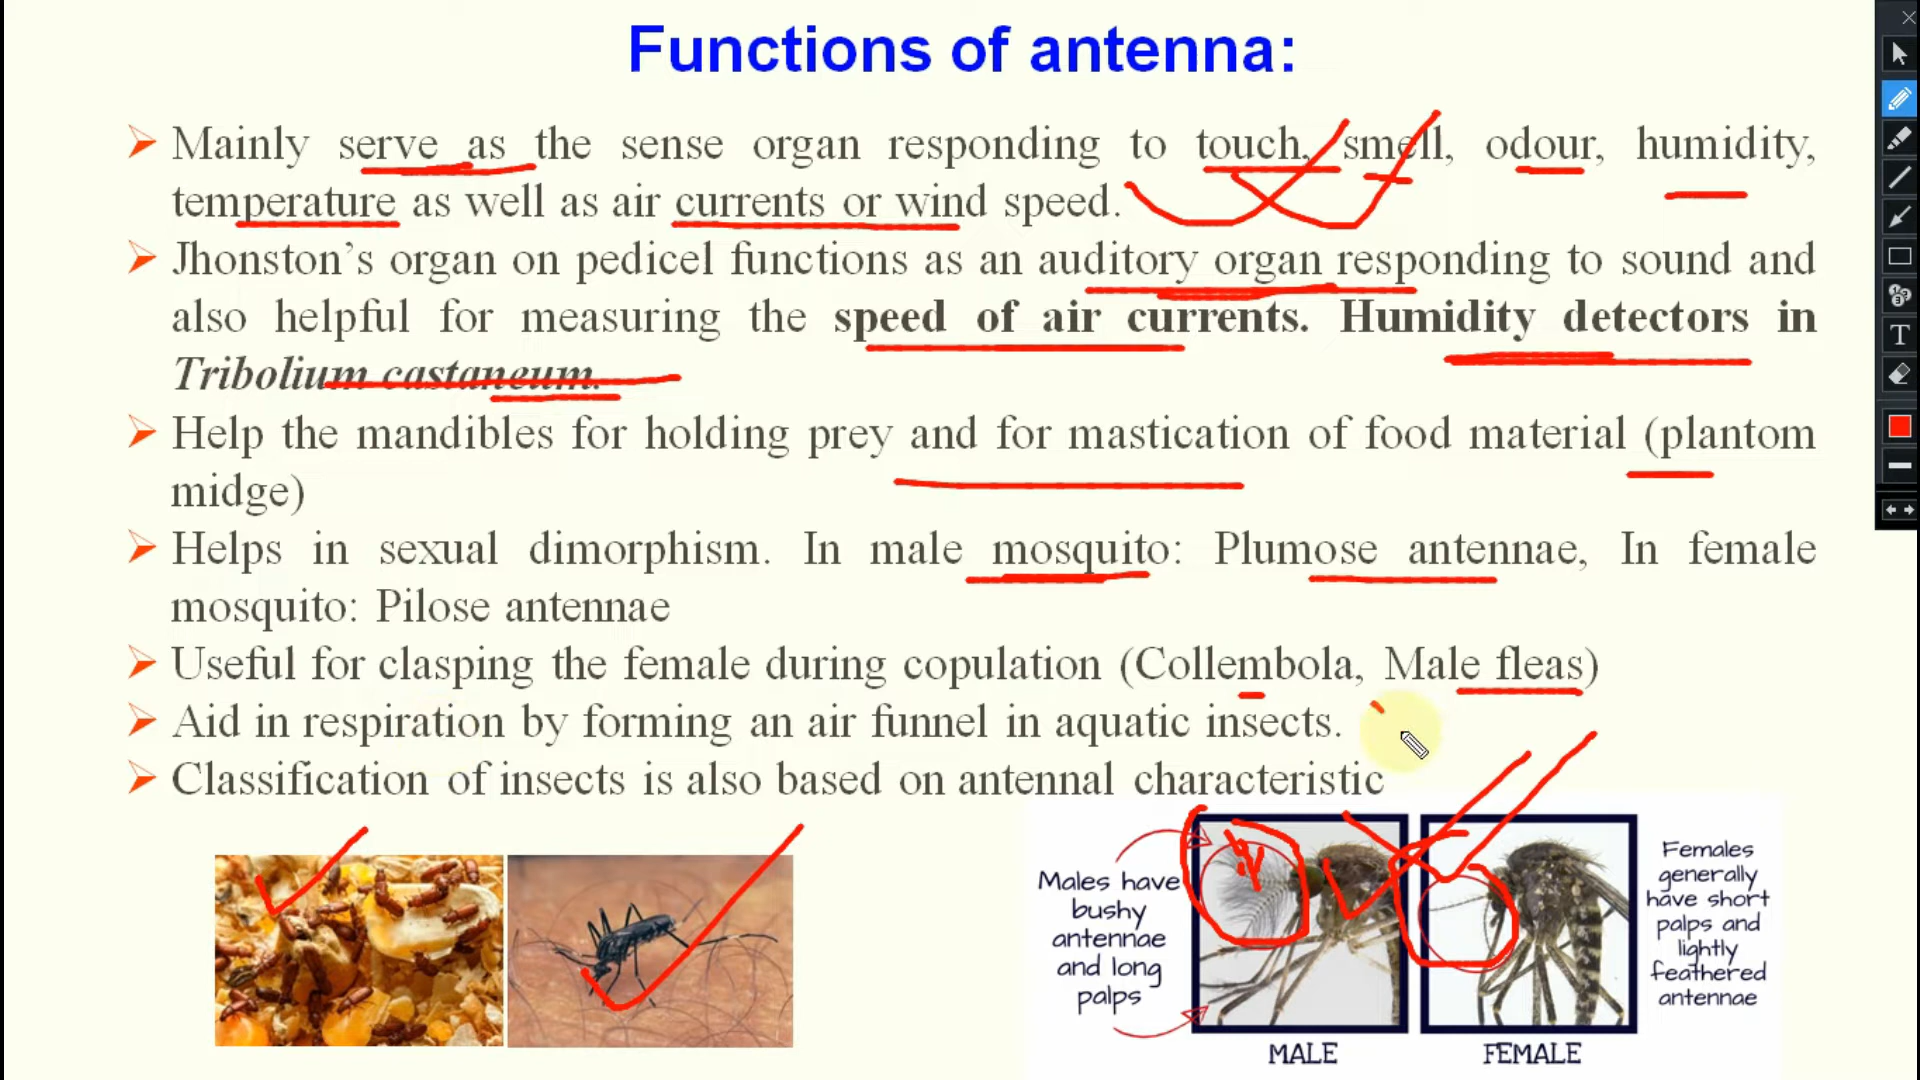 Functions of antenna:
Mainly serve as the sense organ responding to touch, smell, odour, humidity,
temperature as well as air currents or wind speed.
Jhonston's organ on pedicel functions as an auditory organ responding to sound and
also helpful for measuring the speed of air currents. Humidity detectors in
Tribolium castaneum.
Help the mandibles for holding prey and for mastication of food material (plantom
midge)
Helps in sexual dimorphism. In male mosquito: Plumose antennae, In female
mosquito: Pilose antennae
Useful for clasping the female during copulation (Collembola, Male fleas)
Aid in respiration by forming an air funnel in aquatic insects.
Classification of insects is also based on antennal characteristic
Males have
bushy
antennae
and long
palps
MALE
FEMALE
Females
generally
have short
palps and
lightly
feathered
antennae
T